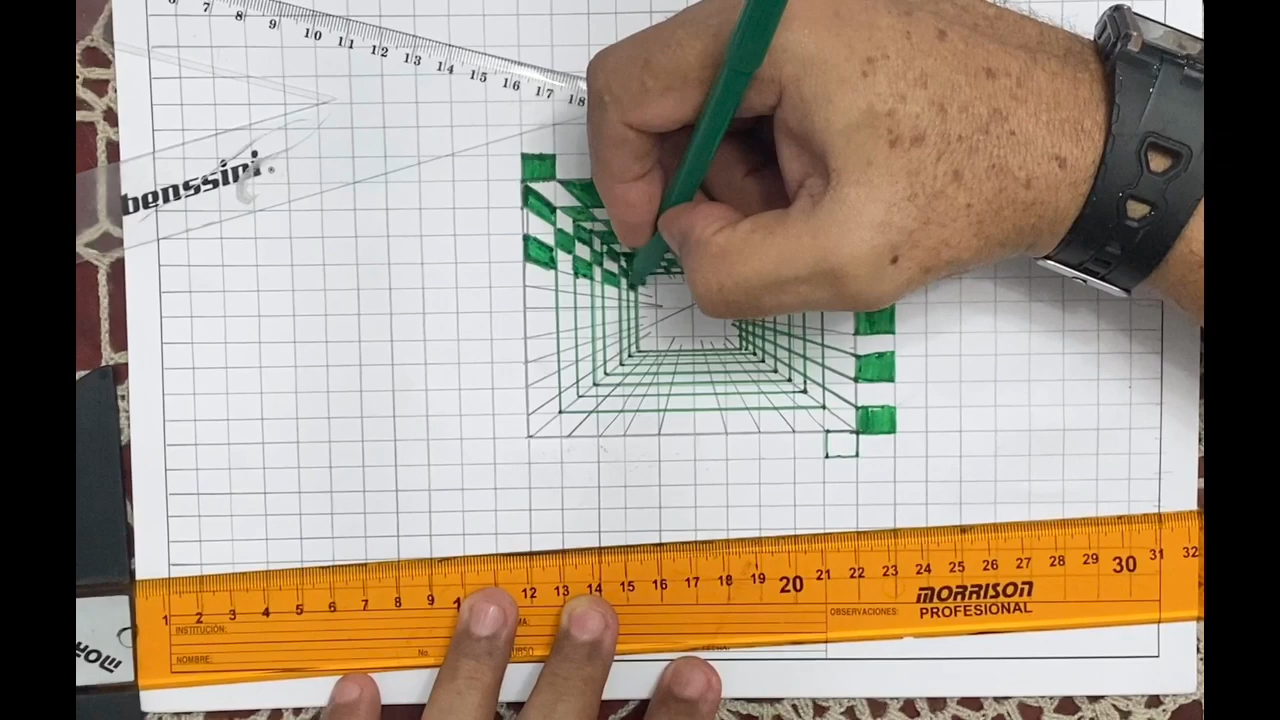 6 7 8 9 10 11 12 13 14 15 16 17 18
benssini®
1 2 3 4 5 6 7 8 9 1 12 13 14 15 16 17 18 19 20 21 22 23 24 25 26 27 28 29 30 31 32
MORRISON
PROFESIONAL
OBSERVACIONES:
INSTITUCIÓN:
NOMBRE:
No.